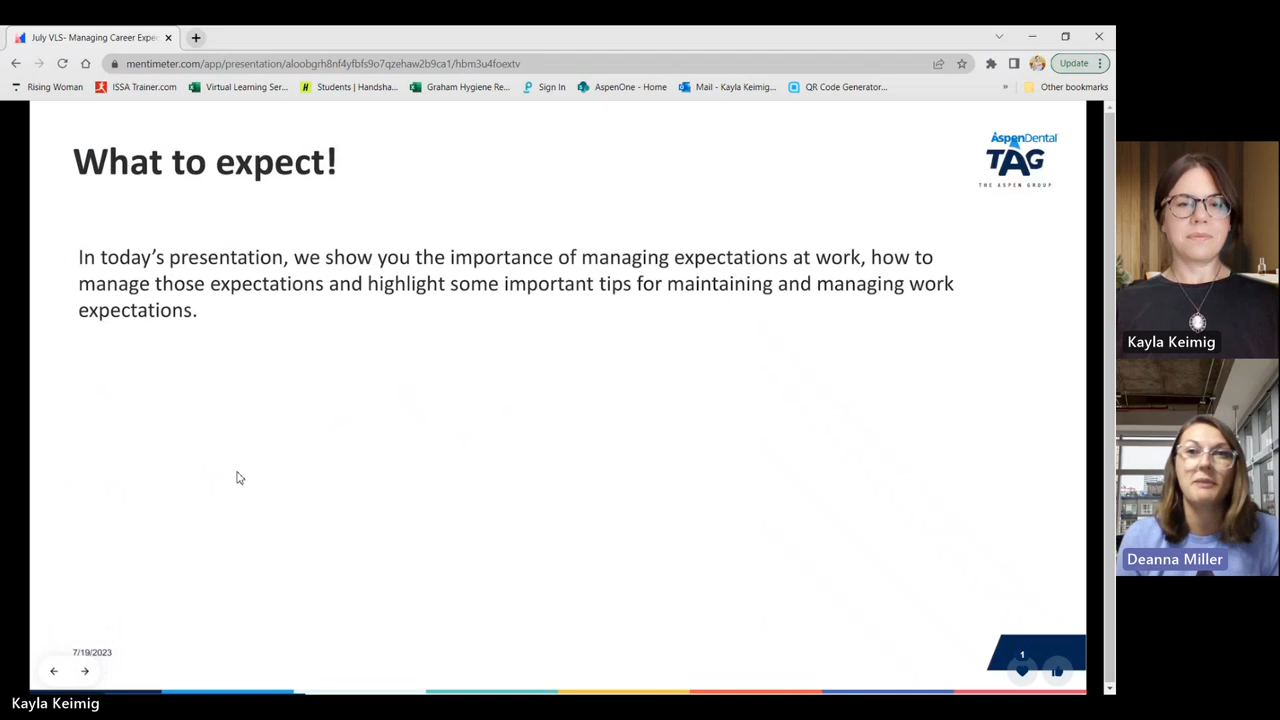 July VLS- Managing Career Expe
mentimeter.com/app/presentation/aloobgrh8nf4yfbfs9o7qzehaw2b9ca1/hbm3u4foextv
Update
Rising Woman
ISSA Trainer.com
Virtual Learning Ser...
Students | Handsha...
Graham Hygiene Re...
Sign In
AspenOne - Home
Mail - Kayla Keimig...
QR Code Generator...
»
Other bookmarks
What to expect!
AspenDental
TAG
THE ASPEN GROUP
In today’s presentation, we show you the importance of managing expectations at work, how to
manage those expectations and highlight some important tips for maintaining and managing work
expectations.
Kayla Keimig
Deanna Miller
7/19/2023
1
Kayla Keimig